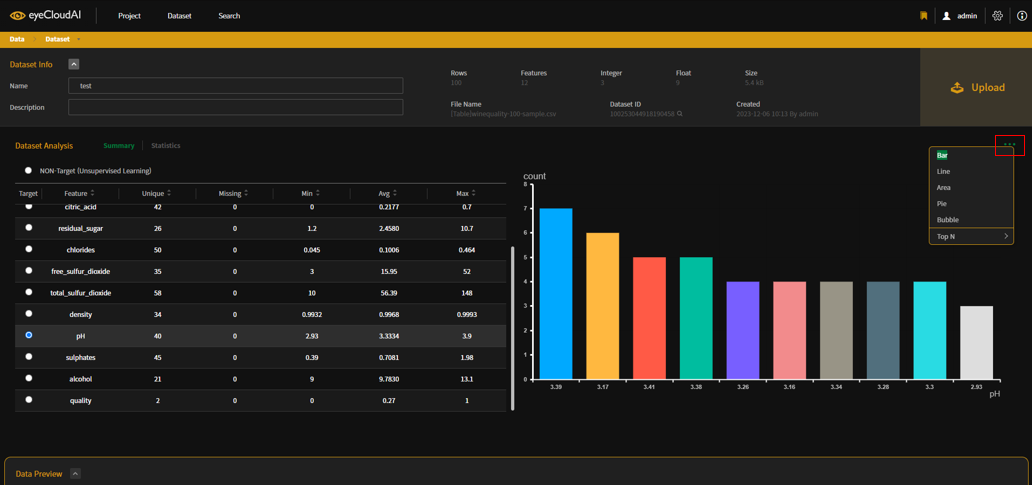 eyeCloudAI Project Dataset Search admin
Data Dataset
Dataset Info
Name test
Description
Rows Features Integer Float Size
100 12 3 9 5.4 kB
File Name Dataset ID Created
[Table]winequality-100-sample.csv 100253044918190458 2023-12-06 10:13 By admin
Upload
Dataset Analysis Summary Statistics
NON-Target (Unsupervised Learning)
Target Feature Unique Missing Min Avg Max
citric_acid 42 0 0 0.2177 0.7
residual_sugar 26 0 1.2 2.4580 10.7
chlorides 30 0 0.045 0.1006 0.464
free_sulfur_dioxide 35 0 3 15.95 52
total_sulfur_dioxide 58 0 10 56.39 148
density 34 0 0.9932 0.9968 0.9993
pH 40 0 2.93 3.3334 3.9
sulphates 45 0 0.39 0.7081 1.98
alcohol 21 0 9 9.7830 13.1
quality 2 0 0 0.27 1
Bar
Line
Area
Pie
Bubble
Top N
count
8
7
6
5
4
3
2
1
0
3.39 3.17 3.41 3.38 3.26 3.16 3.34 3.28 3.3 2.93
pH
Data Preview